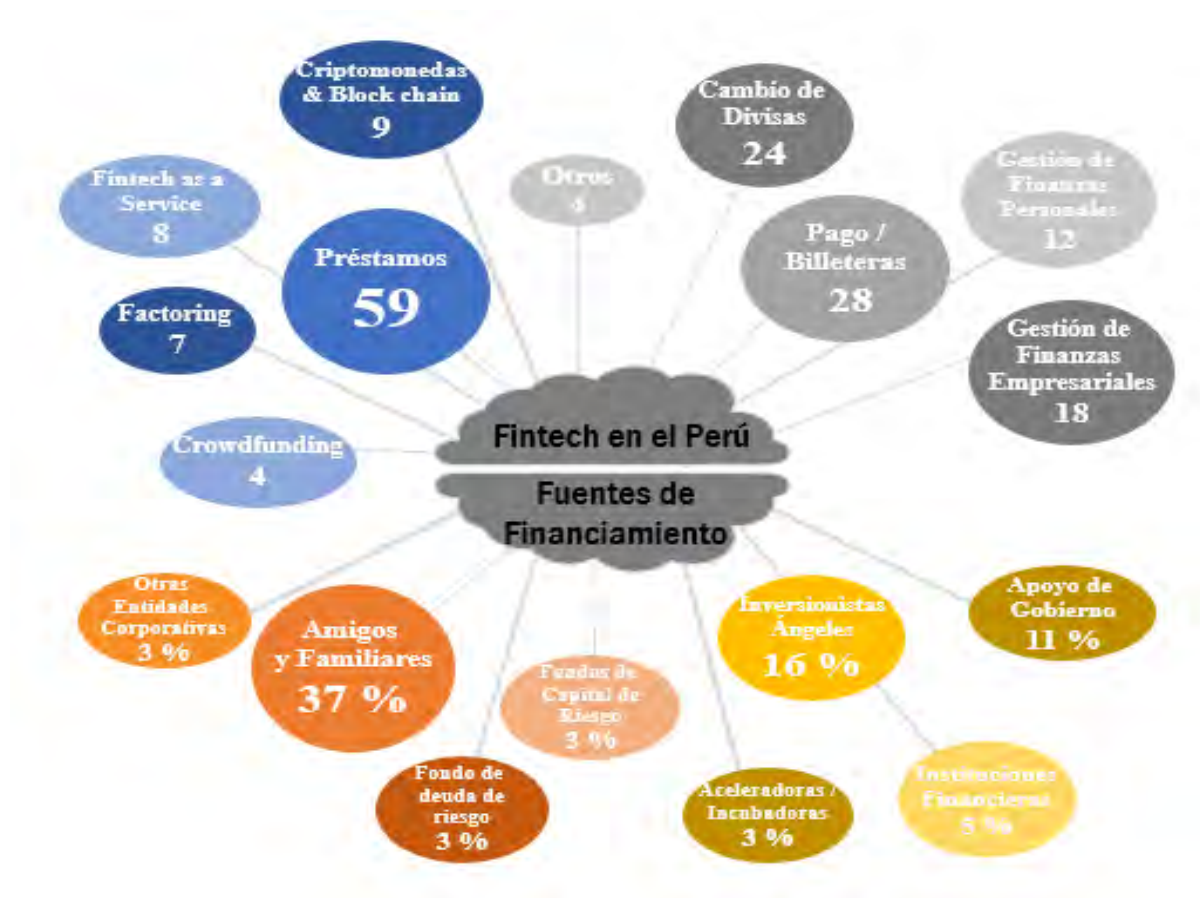 Criptomonedas
& Block chain
9
Cambio de
Divisas
24
Fintech as a
Service
8
Otros
Gestión de
Finanzas
Personales
12
Préstamos
59
Pago /
Billeteras
28
Factoring
7
Gestión de
Finanzas
Empresariales
18
Crowdfunding
4
Fintech en el Perú
Fuentes de
Financiamiento
Otras
Entidades
Corporativas
3 %
Amigos
y Familiares
37 %
Fondos de
Capital de
Riesgo
3 %
Inversionistas
Ángeles
16 %
Apoyo de
Gobierno
11 %
Fondo de
deuda de
riesgo
3 %
Aceleradoras /
Incubadoras
3 %
Instituciones
Financieras